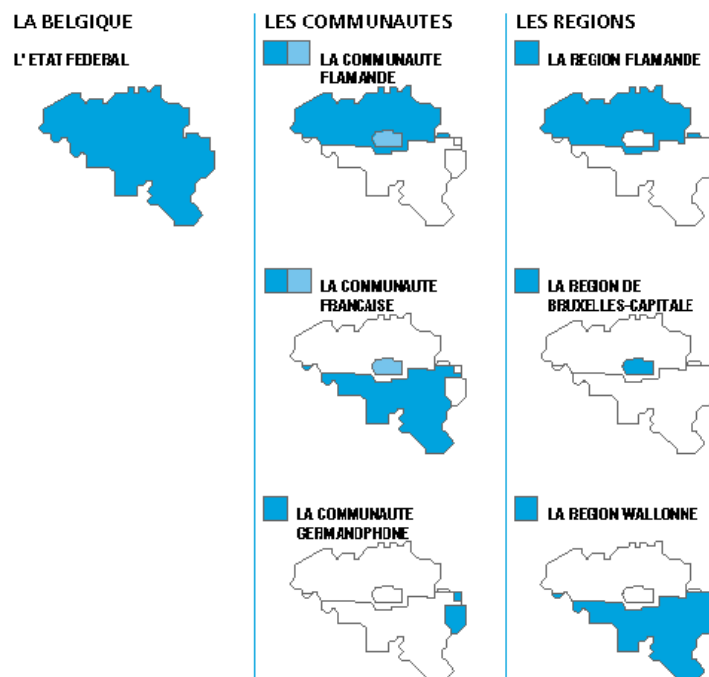 LA BELGIQUE
L'ETAT FEDERAL
LES COMMUNAUTES
LA COMMUNAUTE
FLAMANDE
LA COMMUNAUTE
FRANCAISE
LA COMMUNAUTE
GERMANOPHONE
LES REGIONS
LA REGION FLAMANDE
LA REGION DE
BRUXELLES-CAPITALE
LA REGION WALLONNE